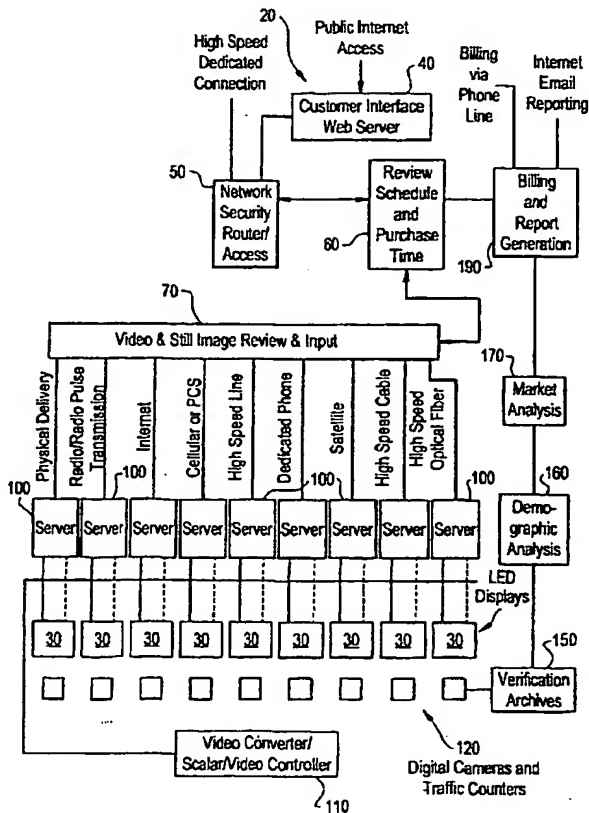 20
Public Internet
Access
High Speed
Dedicated
Connection
40
Customer Interface
Web Server
Billing
via
Phone
Line
Internet
Email
Reporting
50
Network
Security
Router/
Access
Review
Schedule
and
Purchase
Time
60
Billing
and
Report
Generation
190
70
Video & Still Image Review & Input
170
Market
Analysis
Physical Delivery
Radio/Radio Pulse
Transmission
Internet
Cellular or PCS
High Speed Line
Dedicated Phone
Satellite
High Speed Cable
High Speed
Optical Fiber
100
100
100
100
Server
Server
Server
Server
Server
Server
Server
Server
Server
160
Demo-
graphic
Analysis
LED
Displays
30
30
30
30
30
30
30
30
30
150
Verification
Archives
120
Digital Cameras and
Traffic Counters
Video Converter/
Scalar/Video Controller
110